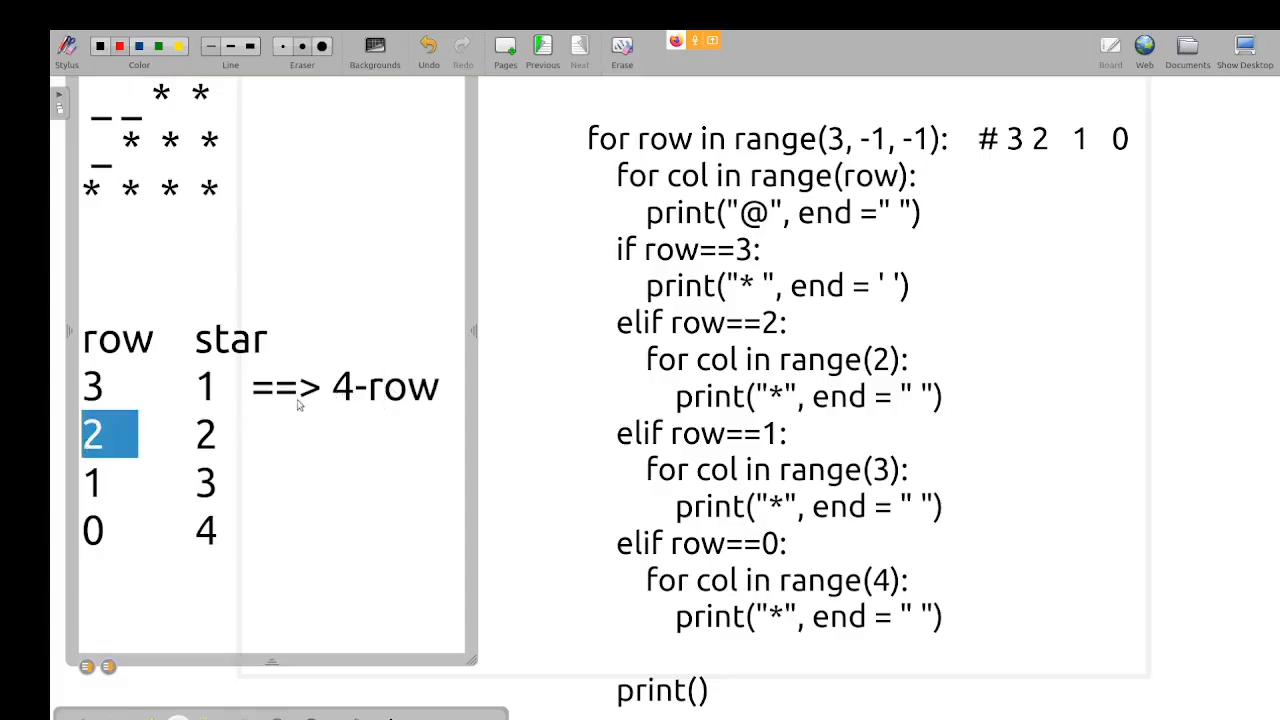 Stylus Color Line Eraser Backgrounds Undo Redo Pages Previous Next Erase Board Web Documents Show Desktop
* *
_ _
* * *
_
* * * *
row star
3 1 ==> 4-row
2 2
1 3
0 4
for row in range(3, -1, -1): # 3 2 1 0
for col in range(row):
print("@", end =" ")
if row==3:
print("* ", end = ' ')
elif row==2:
for col in range(2):
print("*", end = " ")
elif row==1:
for col in range(3):
print("*", end = " ")
elif row==0:
for col in range(4):
print("*", end = " ")
print()